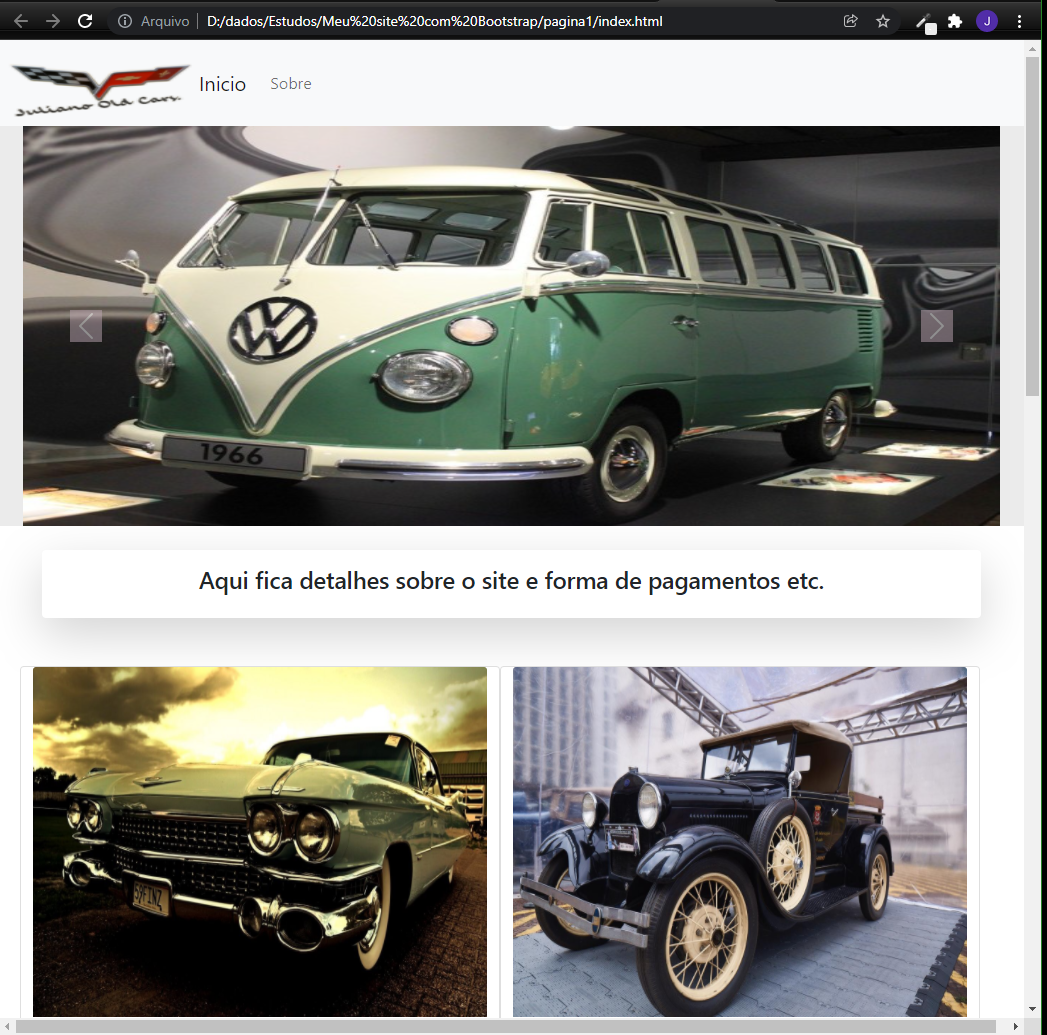 Arquivo | D:/dados/Estudos/Meu%20site%20com%20Bootstrap/pagina1/index.html
J
Juliano Old Cars.
Inicio
Sobre
1966
Aqui fica detalhes sobre o site e forma de pagamentos etc.
59FINZ